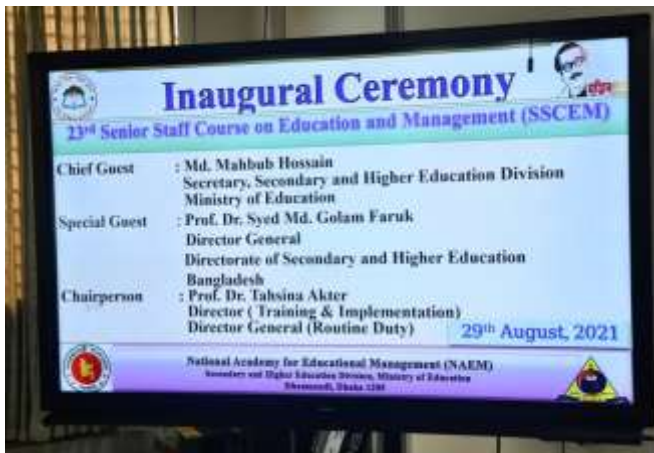 Inaugural Ceremony
23rd Senior Staff Course on Education and Management (SSCEM)
Chief Guest : Md. Mahbub Hossain
Secretary, Secondary and Higher Education Division
Ministry of Education
Special Guest : Prof. Dr. Syed Md. Golam Faruk
Director General
Directorate of Secondary and Higher Education
Bangladesh
Chairperson : Prof. Dr. Tahsina Akter
Director ( Training & Implementation)
Director General (Routine Duty)
29th August, 2021
National Academy for Educational Management (NAEM)
Secondary and Higher Education Division, Ministry of Education
Dhanmondi, Dhaka 1205